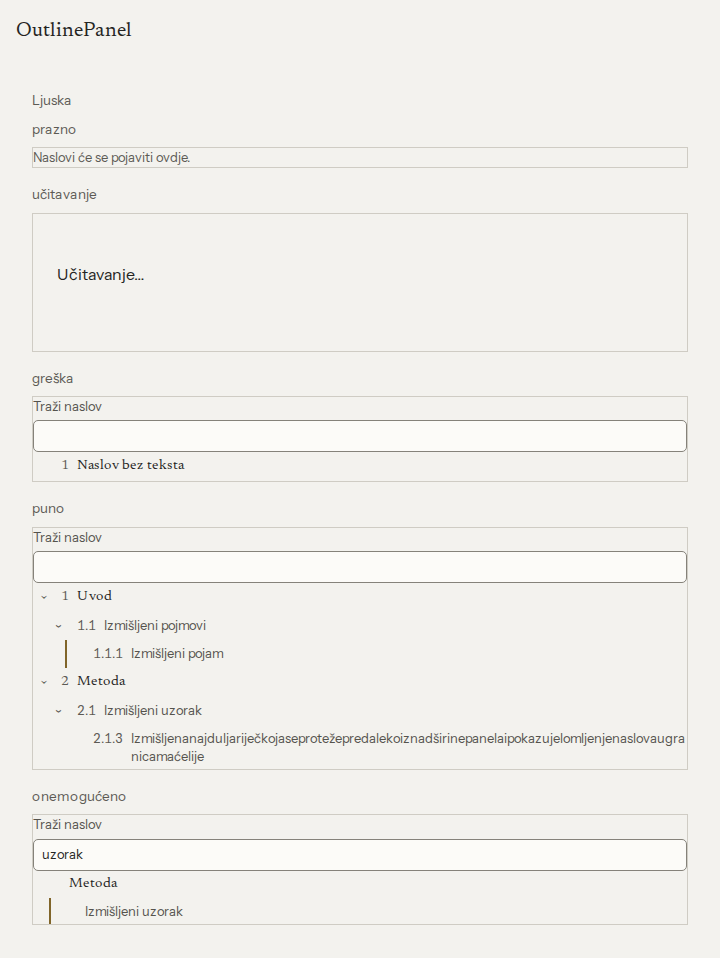 OutlinePanel
Ljuska
prazno
Naslovi će se pojaviti ovdje.
učitavanje
Učitavanje…
greška
Traži naslov
1 Naslov bez teksta
puno
Traži naslov
1 Uvod
1.1 Izmišljeni pojmovi
1.1.1 Izmišljeni pojam
2 Metoda
2.1 Izmišljeni uzorak
2.1.3 Izmišljenanajduljariječkojaseprotežepredalekoiznadširinepanelaipokazujelomljenjenaslovaugra
nicamaćelije
onemogućeno
Traži naslov
uzorak
Metoda
Izmišljeni uzorak